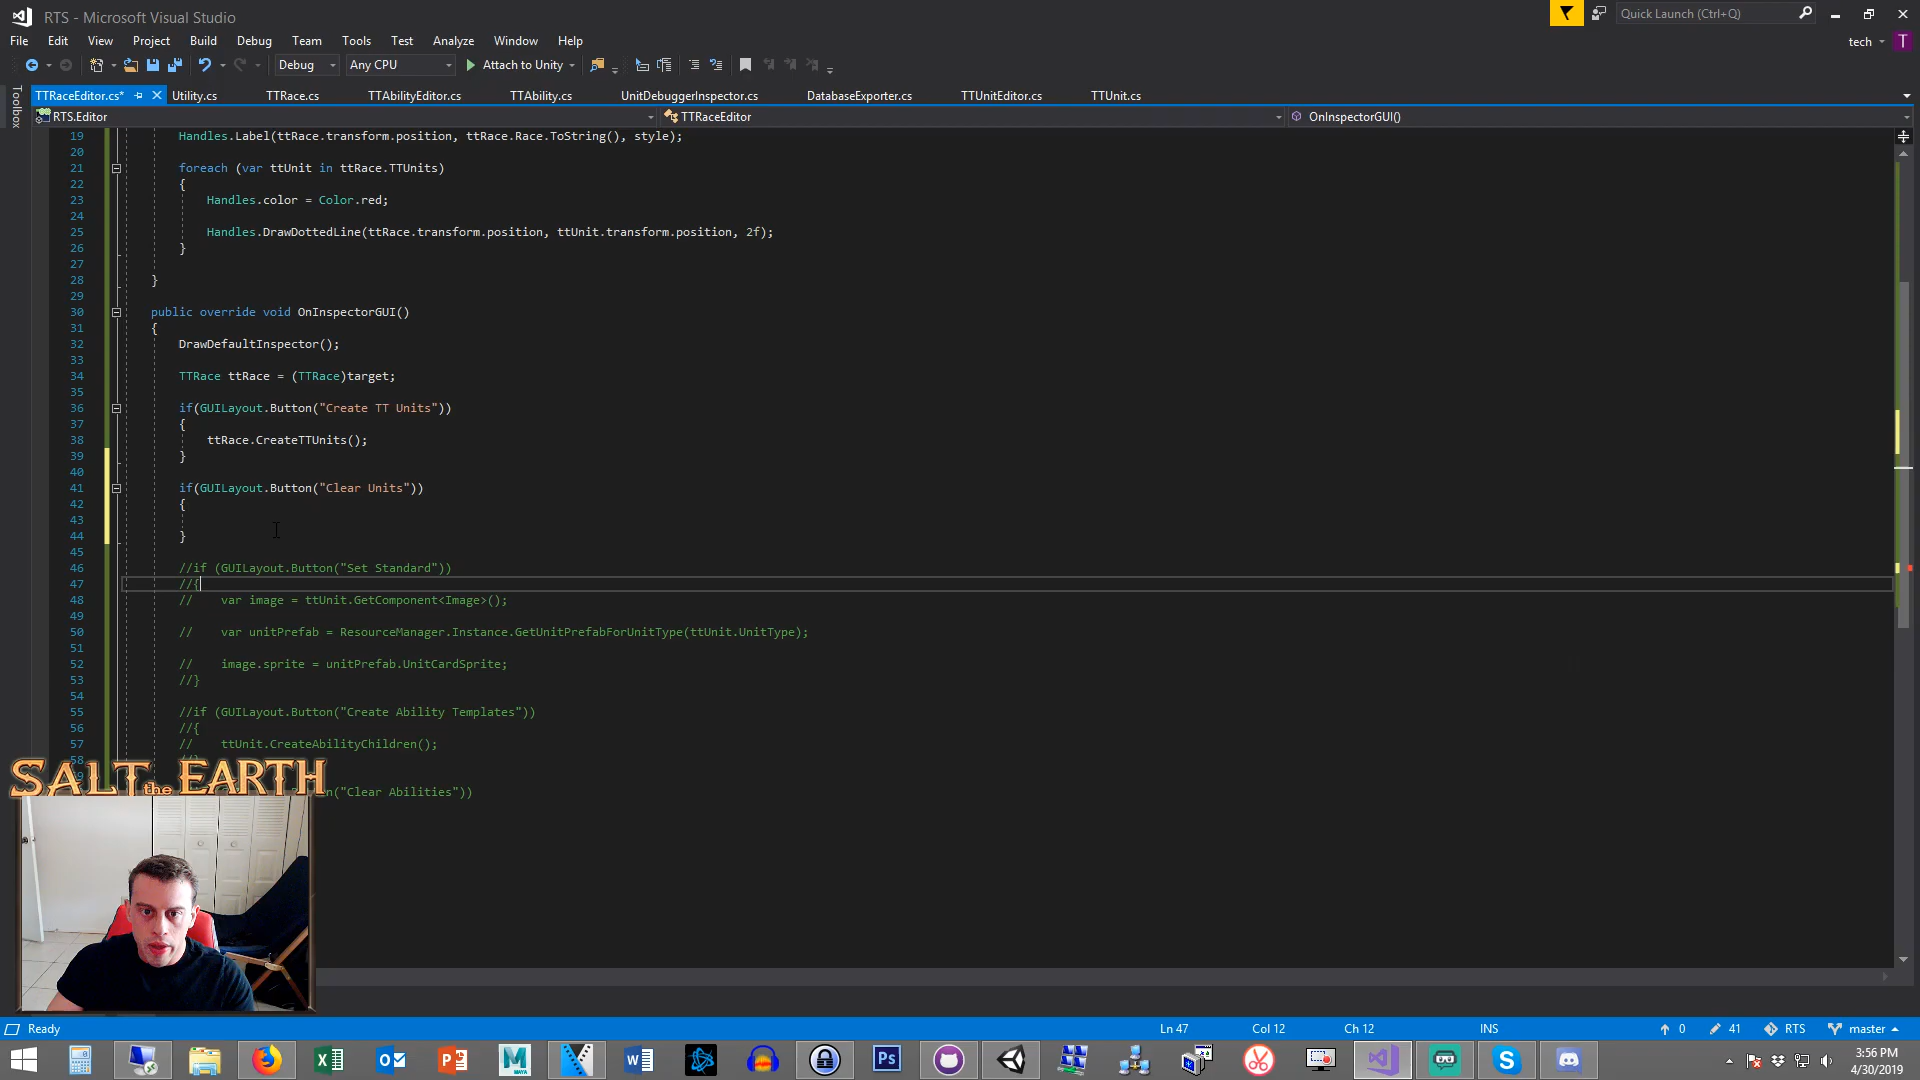 RTS - Microsoft Visual Studio
Quick Launch (Ctrl+Q)
File Edit View Project Build Debug Team Tools Test Analyze Window Help
tech T
Debug Any CPU Attach to Unity
Toolbox
TTRaceEditor.cs* Utility.cs TTRace.cs TTAbilityEditor.cs TTAbility.cs UnitDebuggerInspector.cs DatabaseExporter.cs TTUnitEditor.cs TTUnit.cs
RTS.Editor TTRaceEditor OnInspectorGUI()
19 Handles.Label(ttRace.transform.position, ttRace.Race.ToString(), style);
20
21 foreach (var ttUnit in ttRace.TTUnits)
22 {
23 Handles.color = Color.red;
24
25 Handles.DrawDottedLine(ttRace.transform.position, ttUnit.transform.position, 2f);
26 }
27
28 }
29
30 public override void OnInspectorGUI()
31 {
32 DrawDefaultInspector();
33
34 TTRace ttRace = (TTRace)target;
35
36 if(GUILayout.Button("Create TT Units"))
37 {
38 ttRace.CreateTTUnits();
39 }
40
41 if(GUILayout.Button("Clear Units"))
42 {
43
44 }
45
46 //if (GUILayout.Button("Set Standard"))
47 //{
48 // var image = ttUnit.GetComponent<Image>();
49
50 // var unitPrefab = ResourceManager.Instance.GetUnitPrefabForUnitType(ttUnit.UnitType);
51
52 // image.sprite = unitPrefab.UnitCardSprite;
53 //}
54
55 //if (GUILayout.Button("Create Ability Templates"))
56 //{
57 // ttUnit.CreateAbilityChildren();
58
SALT the EARTH
("Clear Abilities"))
Ready Ln 47 Col 12 Ch 12 INS 0 41 RTS master
Ps
3:56 PM
4/30/2019